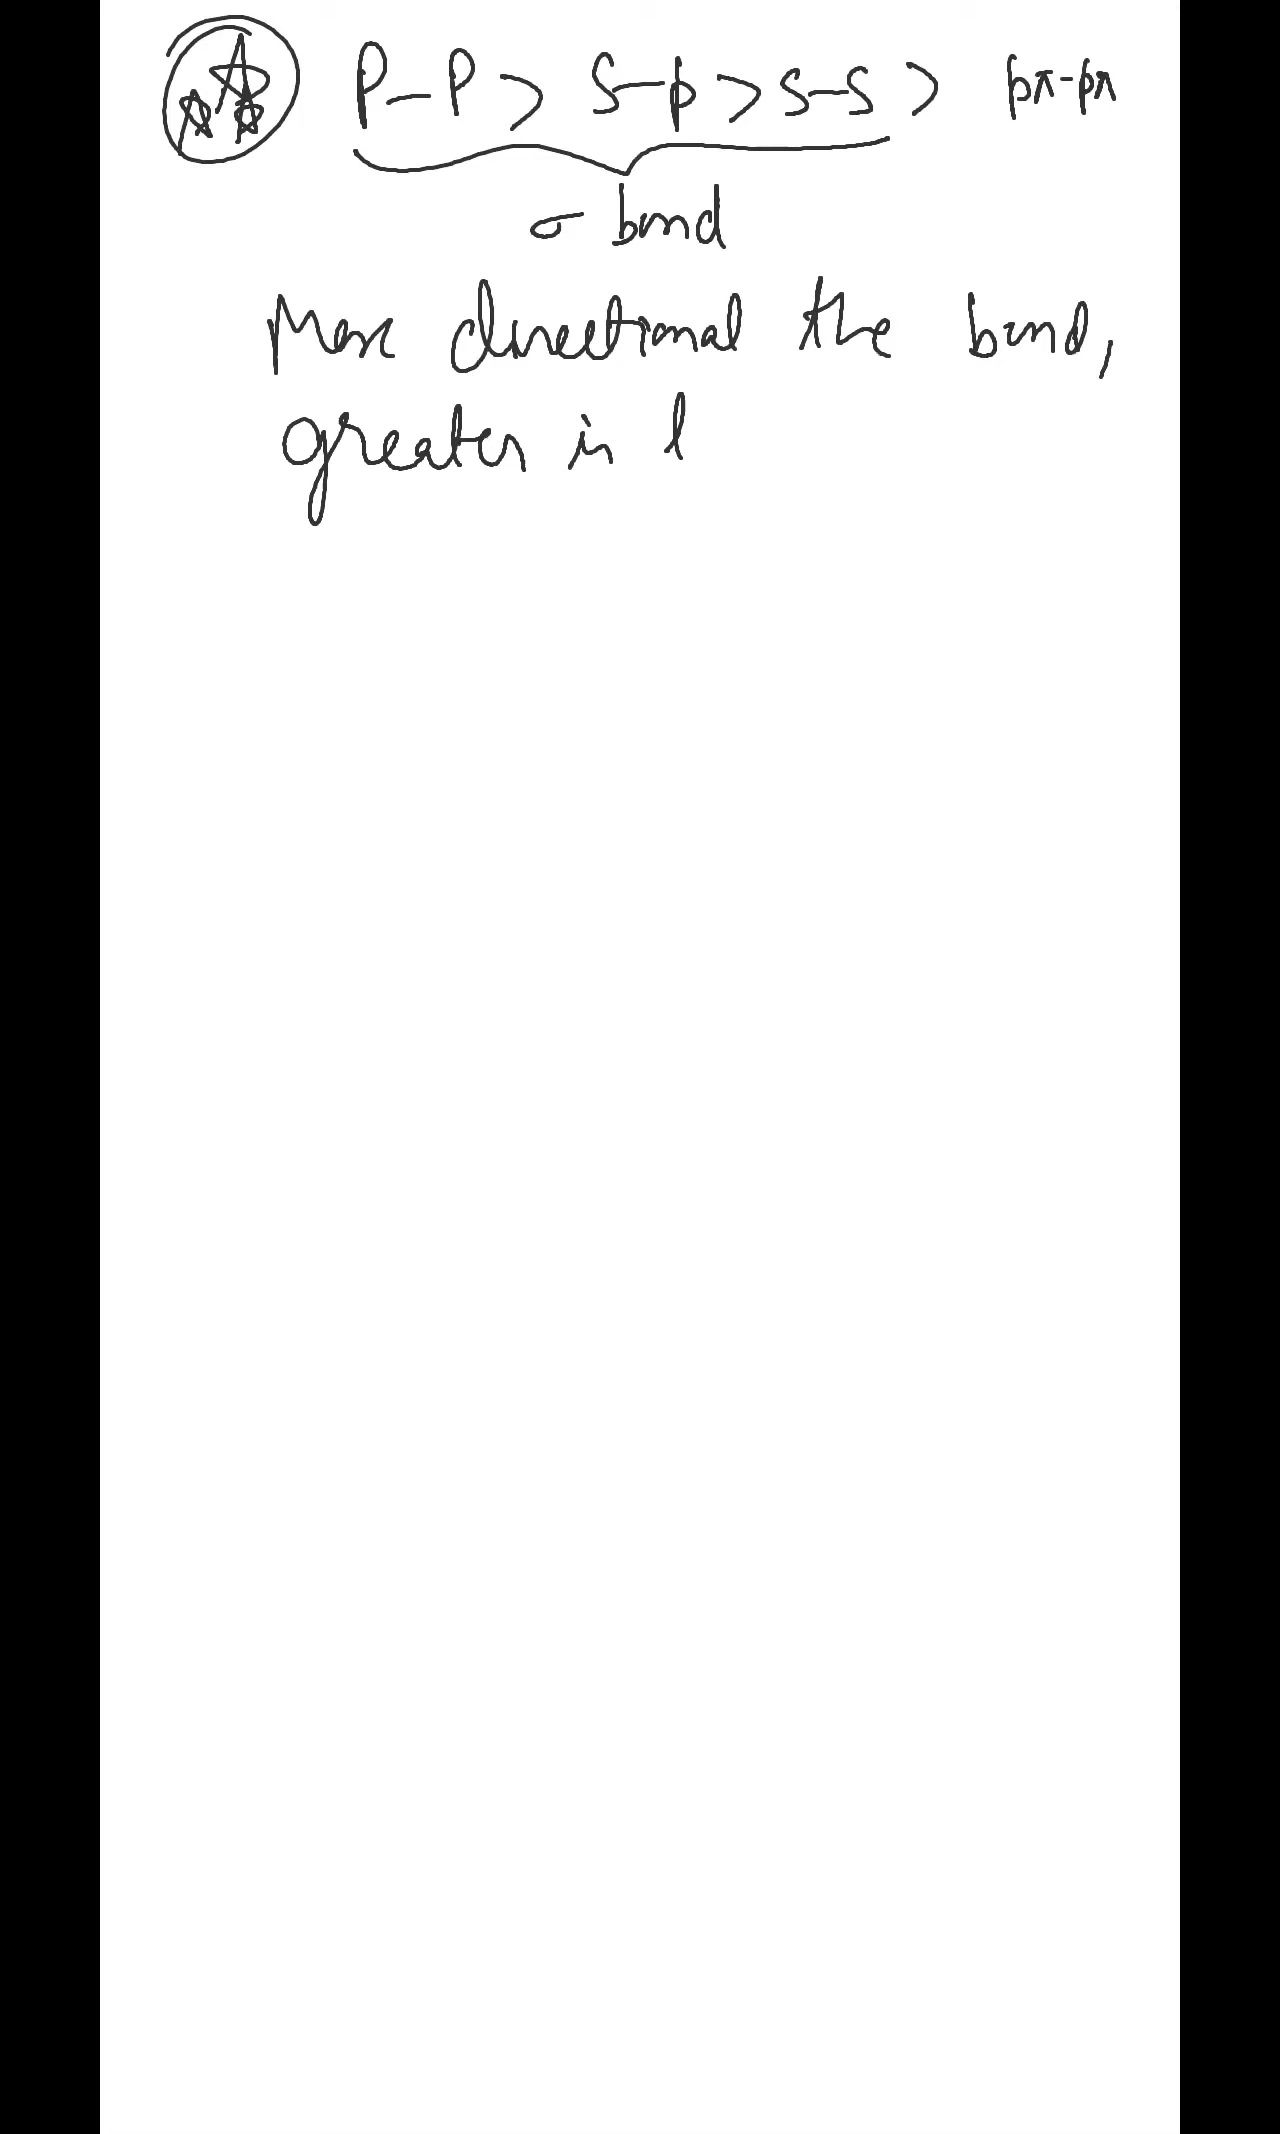 P-P > s-p > s-s > pπ-pπ
σ bond
More directional the bond,
greater is l